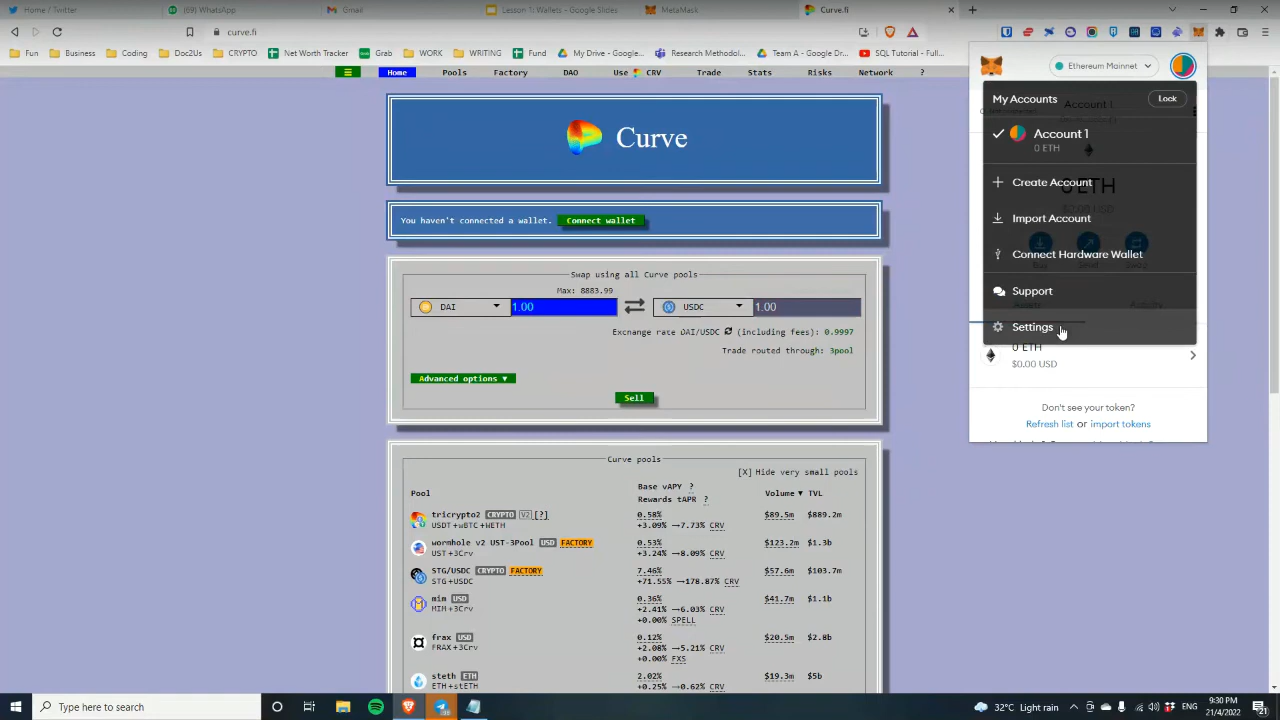 Home / Twitter
(69) WhatsApp
Gmail
Lesson 1: Wallets - Google Slides
MetaMask
Curve.fi
curve.fi
Fun
Business
Coding
Doc2Us
CRYPTO
Net Worth Tracker
Grab
WORK
WRITING
Fund
My Drive - Google...
Research Methodol...
Team A - Google Dr...
SQL Tutorial - Full...
Home
Pools
Factory
DAO
Use CRV
Trade
Stats
Risks
Network
?
Curve
You haven't connected a wallet. Connect wallet
Swap using all Curve pools
Max: 8883.99
DAI
1.00
USDC
1.00
Exchange rate DAI/USDC (including fees): 0.9997
Trade routed through: 3pool
Advanced options ▼
Sell
Curve pools
[X] Hide very small pools
Pool
Base vAPY ?
Rewards tAPR ?
Volume ▼ TVL
tricrypto2 CRYPTO V2 [?] 0.58% $89.5m $889.2m
USDT+wBTC+WETH +3.09% →7.73% CRV
wormhole v2 UST-3Pool USD FACTORY 0.53% $123.2m $1.3b
UST+3Crv +3.24% →8.09% CRV
STG/USDC CRYPTO FACTORY 7.46% $57.6m $103.7m
STG+USDC +71.55% →178.87% CRV
mim USD 0.36% $41.7m $1.1b
MIM+3Crv +2.41% →6.03% CRV
+0.00% SPELL
frax USD 0.12% $20.5m $2.8b
FRAX+3Crv +2.08% →5.21% CRV
+0.00% FXS
steth ETH 2.02% $19.3m $5b
ETH+stETH +0.25% →0.62% CRV
Ethereum Mainnet
My Accounts
Lock
Account 1
Account 1
0 ETH
Create Account
0 ETH
Import Account
Connect Hardware Wallet
Support
Settings
0 ETH
$0.00 USD
Don't see your token?
Refresh list or import tokens
Type here to search
32°C Light rain
ENG
9:30 PM
21/4/2022
21